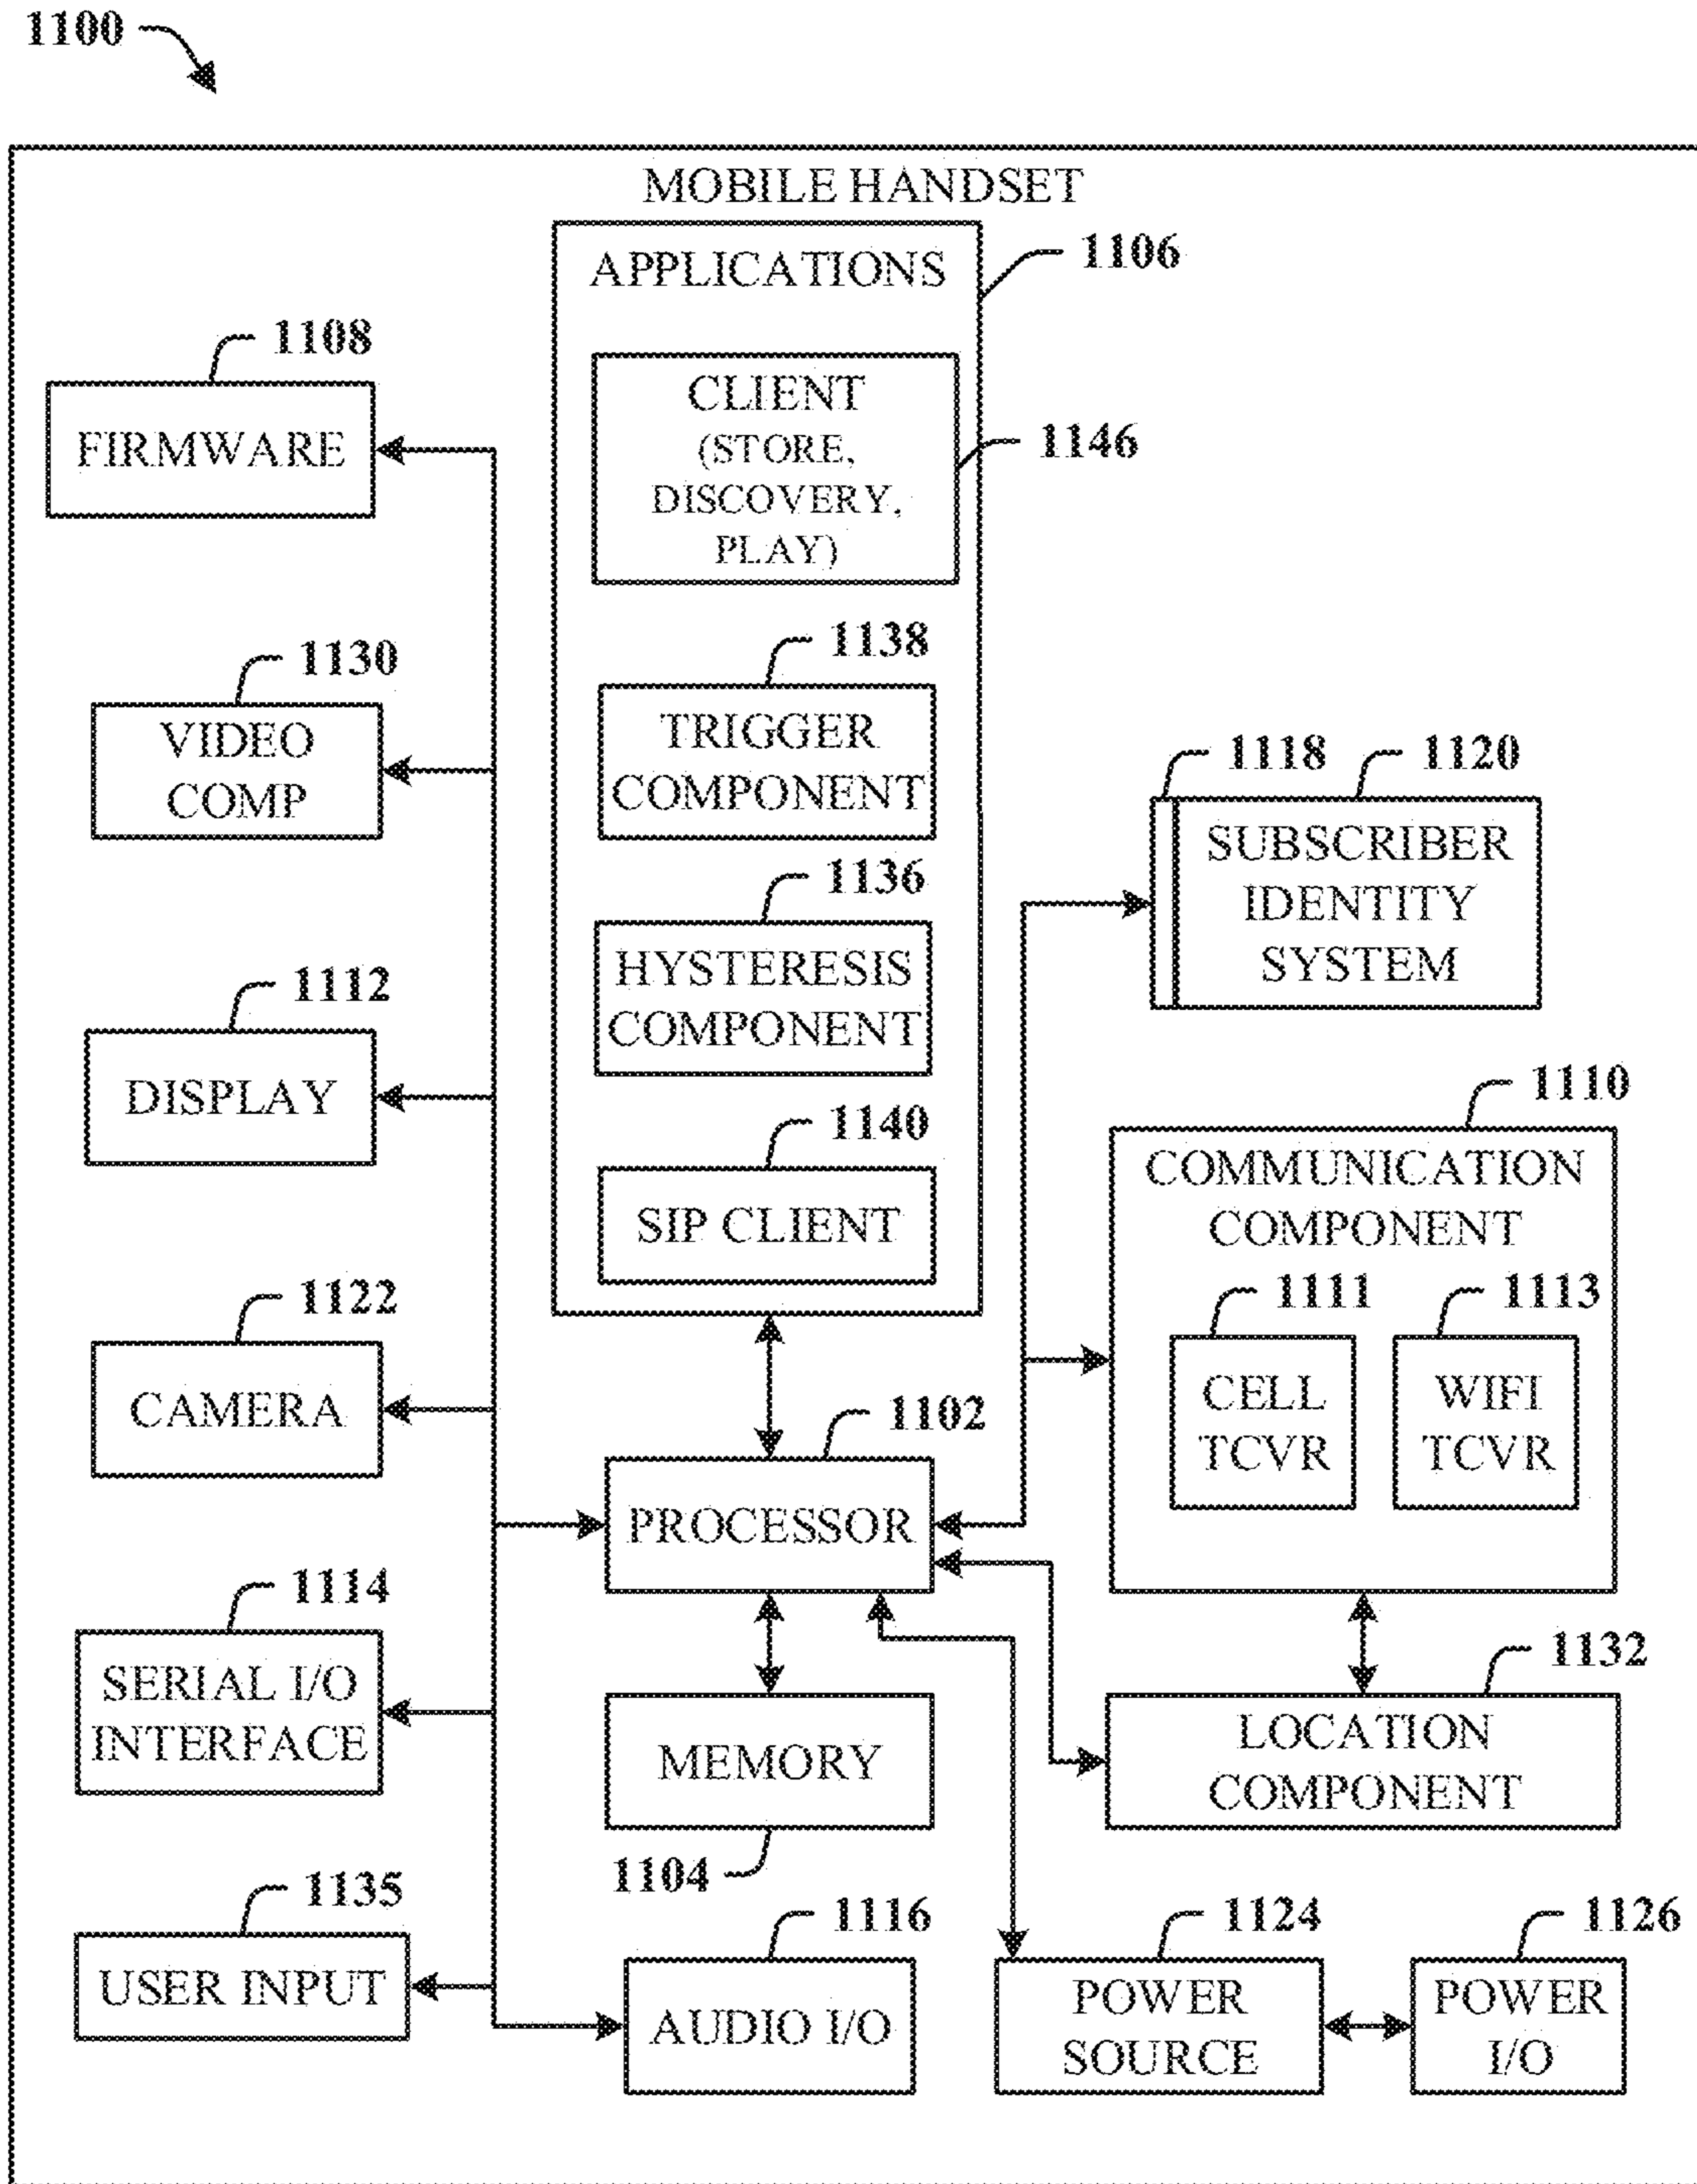 1100
MOBILE HANDSET
APPLICATIONS
1106
CLIENT
(STORE,
DISCOVERY,
PLAY)
1146
1138
TRIGGER
COMPONENT
1136
HYSTERESIS
COMPONENT
1140
SIP CLIENT
1108
FIRMWARE
1130
VIDEO
COMP
1112
DISPLAY
1122
CAMERA
1114
SERIAL I/O
INTERFACE
1135
USER INPUT
1102
PROCESSOR
MEMORY
1104
1116
AUDIO I/O
1118
1120
SUBSCRIBER
IDENTITY
SYSTEM
1110
COMMUNICATION
COMPONENT
1111
CELL
TCVR
1113
WIFI
TCVR
1132
LOCATION
COMPONENT
1124
POWER
SOURCE
1126
POWER
I/O